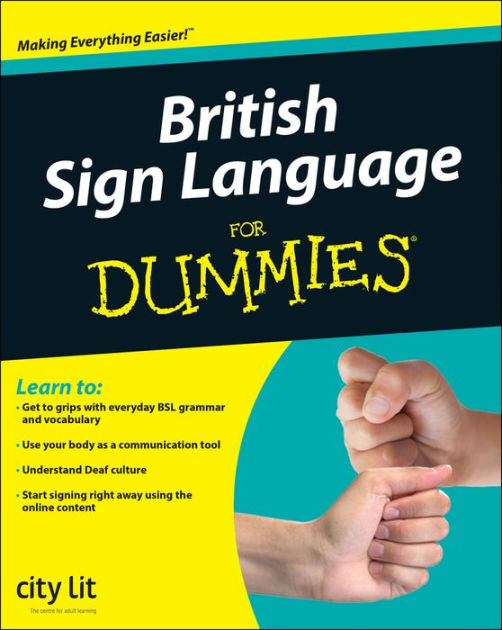 Making Everything Easier!™
British
Sign Language
FOR
DUMMIES®
Learn to:
• Get to grips with everyday BSL grammar
and vocabulary
• Use your body as a communication tool
• Understand Deaf culture
• Start signing right away using the
online content
city lit
The centre for adult learning